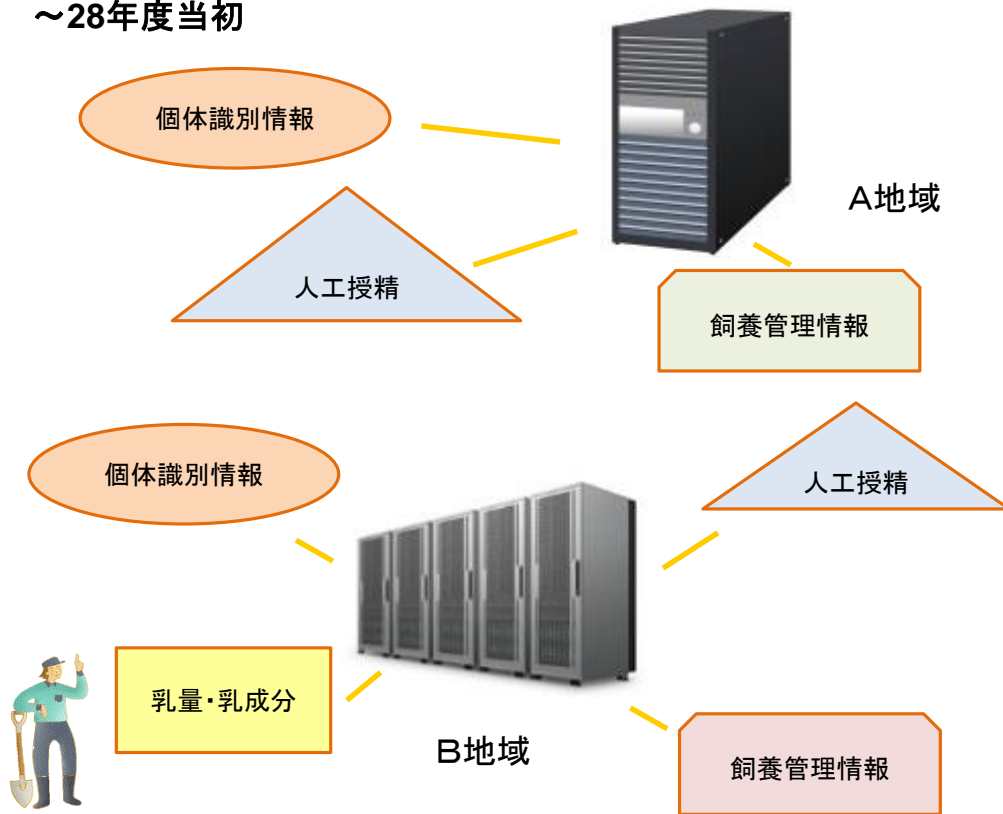 ～28年度当初
個体識別情報
A地域
人工授精
飼養管理情報
個体識別情報
人工授精
乳量・乳成分
B地域
飼養管理情報